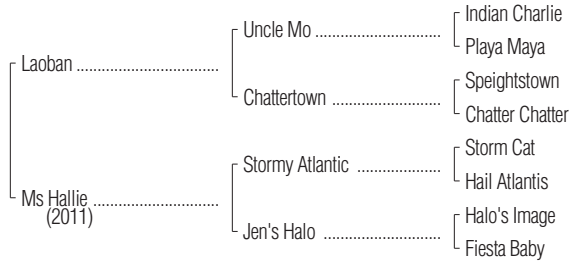 Indian Charlie
Uncle Mo
Playa Maya
Laoban
Speightstown
Chattertown
Chatter Chatter
Storm Cat
Stormy Atlantic
Hail Atlantis
Ms Hallie
(2011)
Halo's Image
Jen's Halo
Fiesta Baby